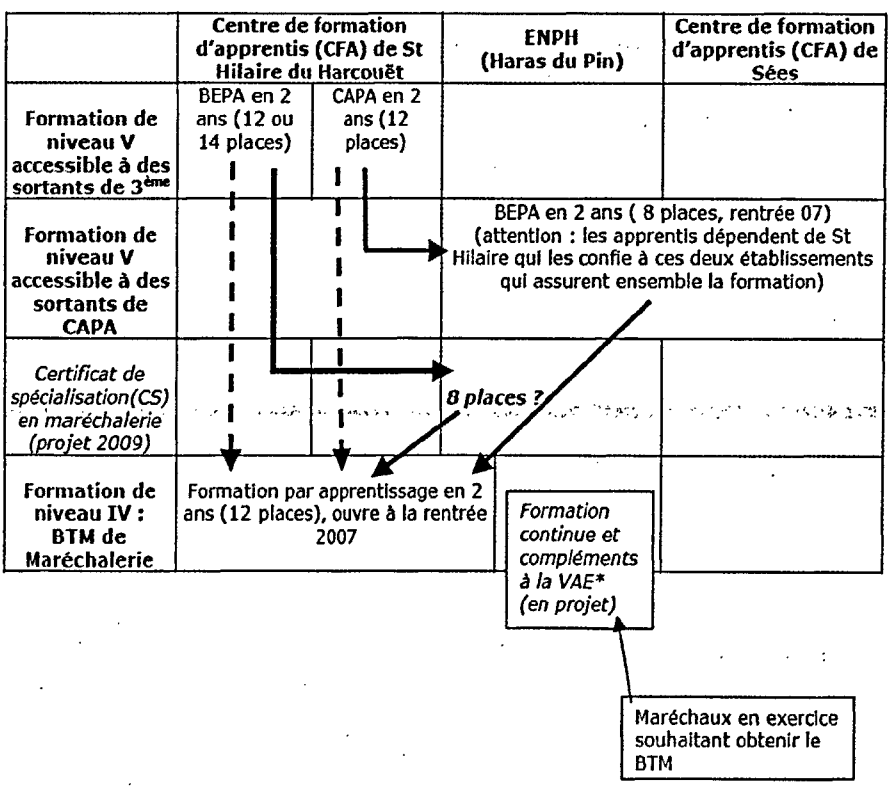 Centre de formation
d'apprentis (CFA) de St
Hilaire du Harcouët
ENPH
(Haras du Pin)
Centre de formation
d'apprentis (CFA) de
Sées
Formation de
niveau V
accessible à des
sortants de 3ème
BEPA en 2
ans (12 ou
14 places)
CAPA en 2
ans (12
places)
Formation de
niveau V
accessible à des
sortants de
CAPA
BEPA en 2 ans ( 8 places, rentrée 07)
(attention : les apprentis dépendent de St
Hilaire qui les confie à ces deux établissements
qui assurent ensemble la formation)
Certificat de
spécialisation(CS)
en maréchalerie
(projet 2009)
8 places ?
Formation de
niveau IV :
BTM de
Maréchalerie
Formation par apprentissage en 2
ans (12 places), ouvre à la rentrée
2007
Formation
continue et
compléments
à la VAE*
(en projet)
Maréchaux en exercice
souhaitant obtenir le
BTM